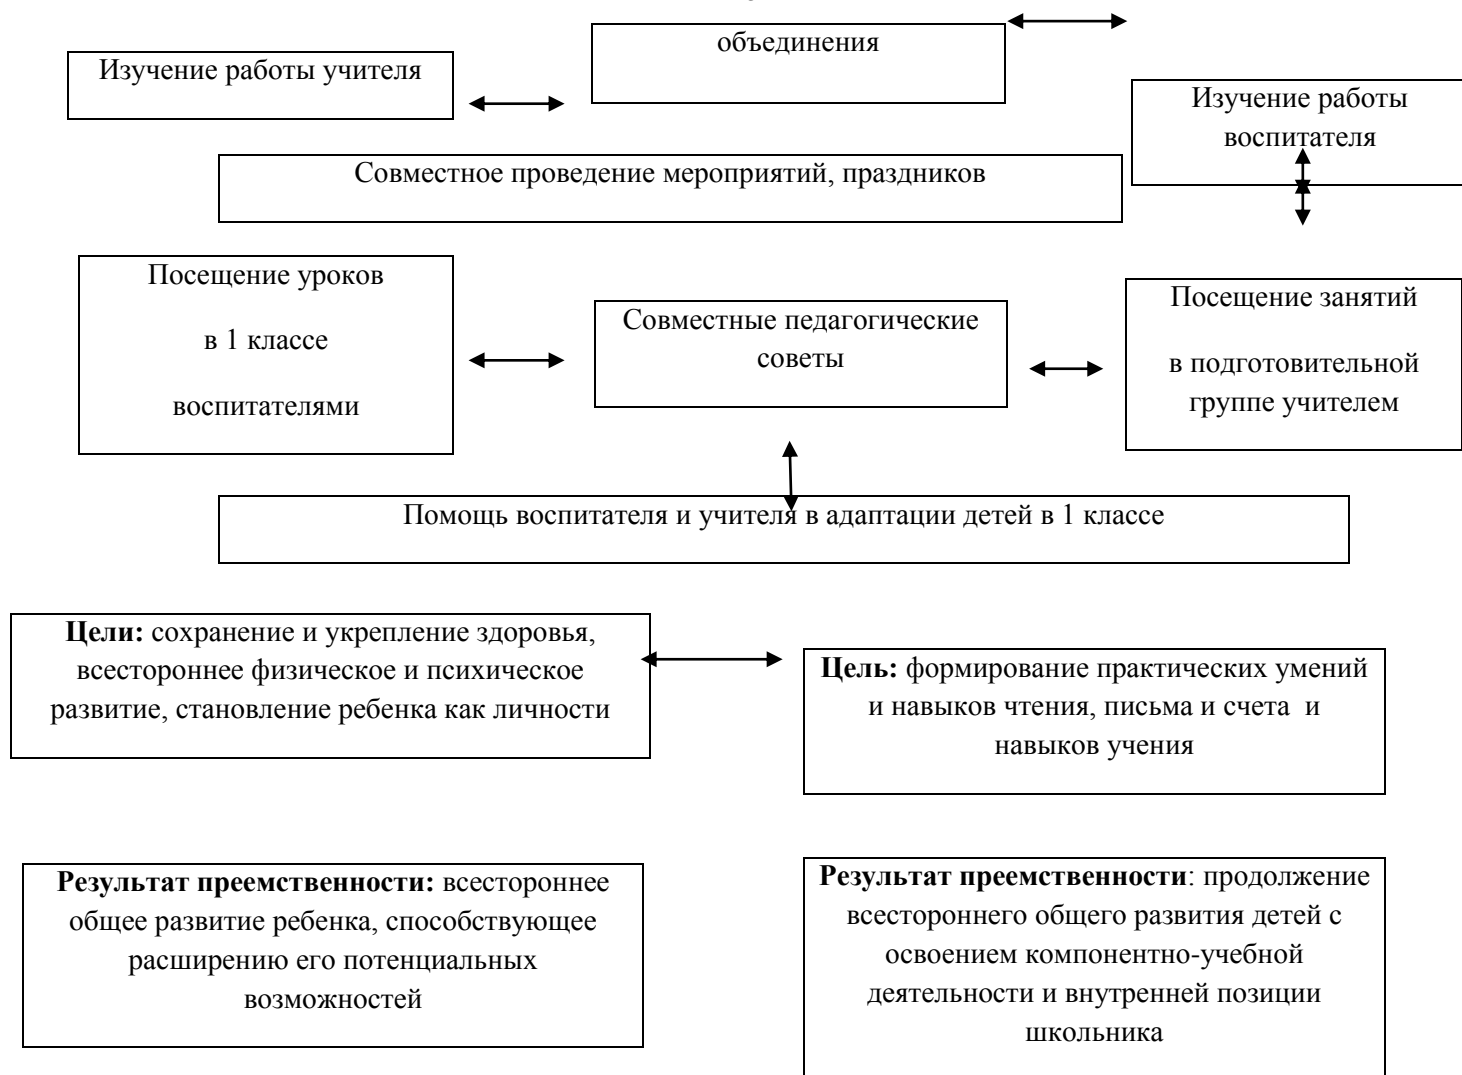 объединения
Изучение работы учителя
Изучение работы
воспитателя
Совместное проведение мероприятий, праздников
Посещение уроков
в 1 классе
воспитателями
Совместные педагогические
советы
Посещение занятий
в подготовительной
группе учителем
Помощь воспитателя и учителя в адаптации детей в 1 классе
Цели: сохранение и укрепление здоровья,
всестороннее физическое и психическое
развитие, становление ребенка как личности
Цель: формирование практических умений
и навыков чтения, письма и счета и
навыков учения
Результат преемственности: всестороннее
общее развитие ребенка, способствующее
расширению его потенциальных
возможностей
Результат преемственности: продолжение
всестороннего общего развития детей с
освоением компонентно-учебной
деятельности и внутренней позиции
школьника